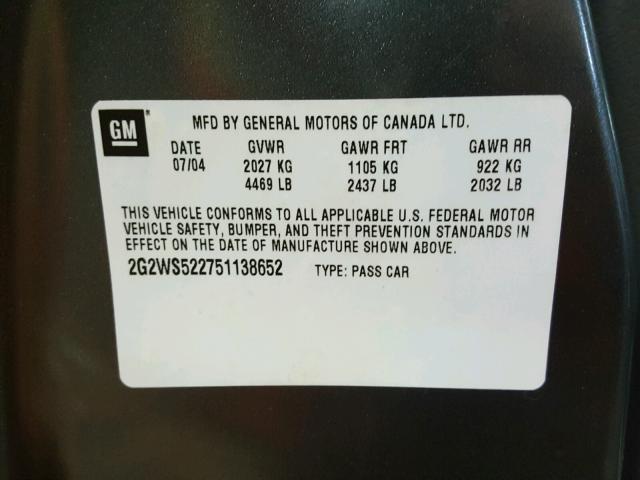 GM
MFD BY GENERAL MOTORS OF CANADA LTD.
DATE GVWR GAWR FRT GAWR RR
07/04 2027 KG 1105 KG 922 KG
4469 LB 2437 LB 2032 LB
THIS VEHICLE CONFORMS TO ALL APPLICABLE U.S. FEDERAL MOTOR
VEHICLE SAFETY, BUMPER, AND THEFT PREVENTION STANDARDS IN
EFFECT ON THE DATE OF MANUFACTURE SHOWN ABOVE.
2G2WS522751138652 TYPE: PASS CAR